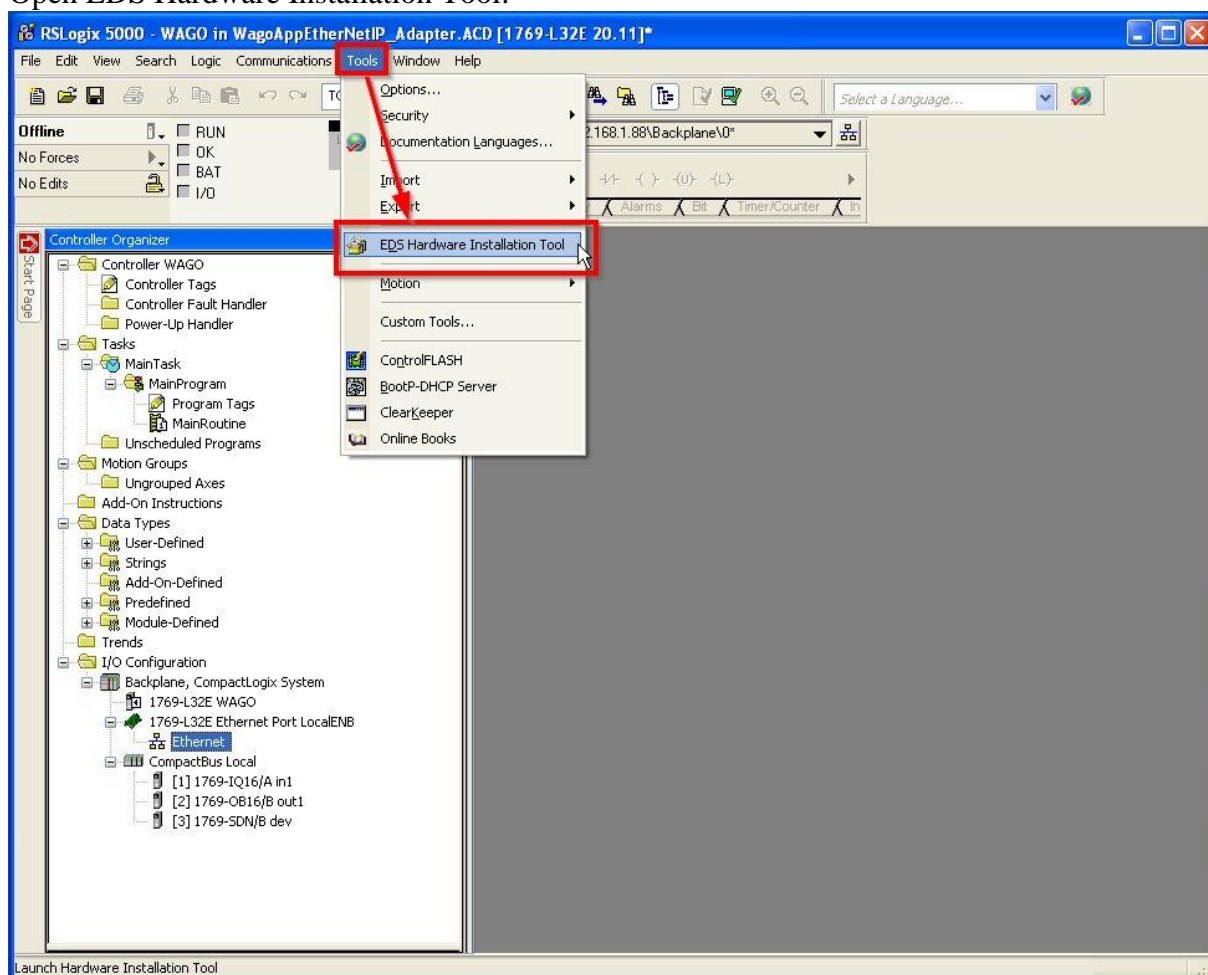 Open EDS Hardware Installation Tool.
RSLogix 5000 - WAGO in WagoAppEtherNetIP_Adapter.ACD [1769-L32E 20.11]*
File Edit View Search Logic Communications Tools Window Help
Select a Language...
Offline
RUN
No Forces
OK
No Edits
BAT
I/O
2.168.1.88\Backplane\0*
Alarms Bit Timer/Counter In
Options...
Security
Documentation Languages...
Import
Export
EDS Hardware Installation Tool
Motion
Custom Tools...
ControlFLASH
BootP-DHCP Server
ClearKeeper
Online Books
Start Page
Controller Organizer
Controller WAGO
Controller Tags
Controller Fault Handler
Power-Up Handler
Tasks
MainTask
MainProgram
Program Tags
MainRoutine
Unscheduled Programs
Motion Groups
Ungrouped Axes
Add-On Instructions
Data Types
User-Defined
Strings
Add-On-Defined
Predefined
Module-Defined
Trends
I/O Configuration
Backplane, CompactLogix System
1769-L32E WAGO
1769-L32E Ethernet Port LocalENB
Ethernet
CompactBus Local
[1] 1769-IQ16/A in1
[2] 1769-OB16/B out1
[3] 1769-SDN/B dev
Launch Hardware Installation Tool